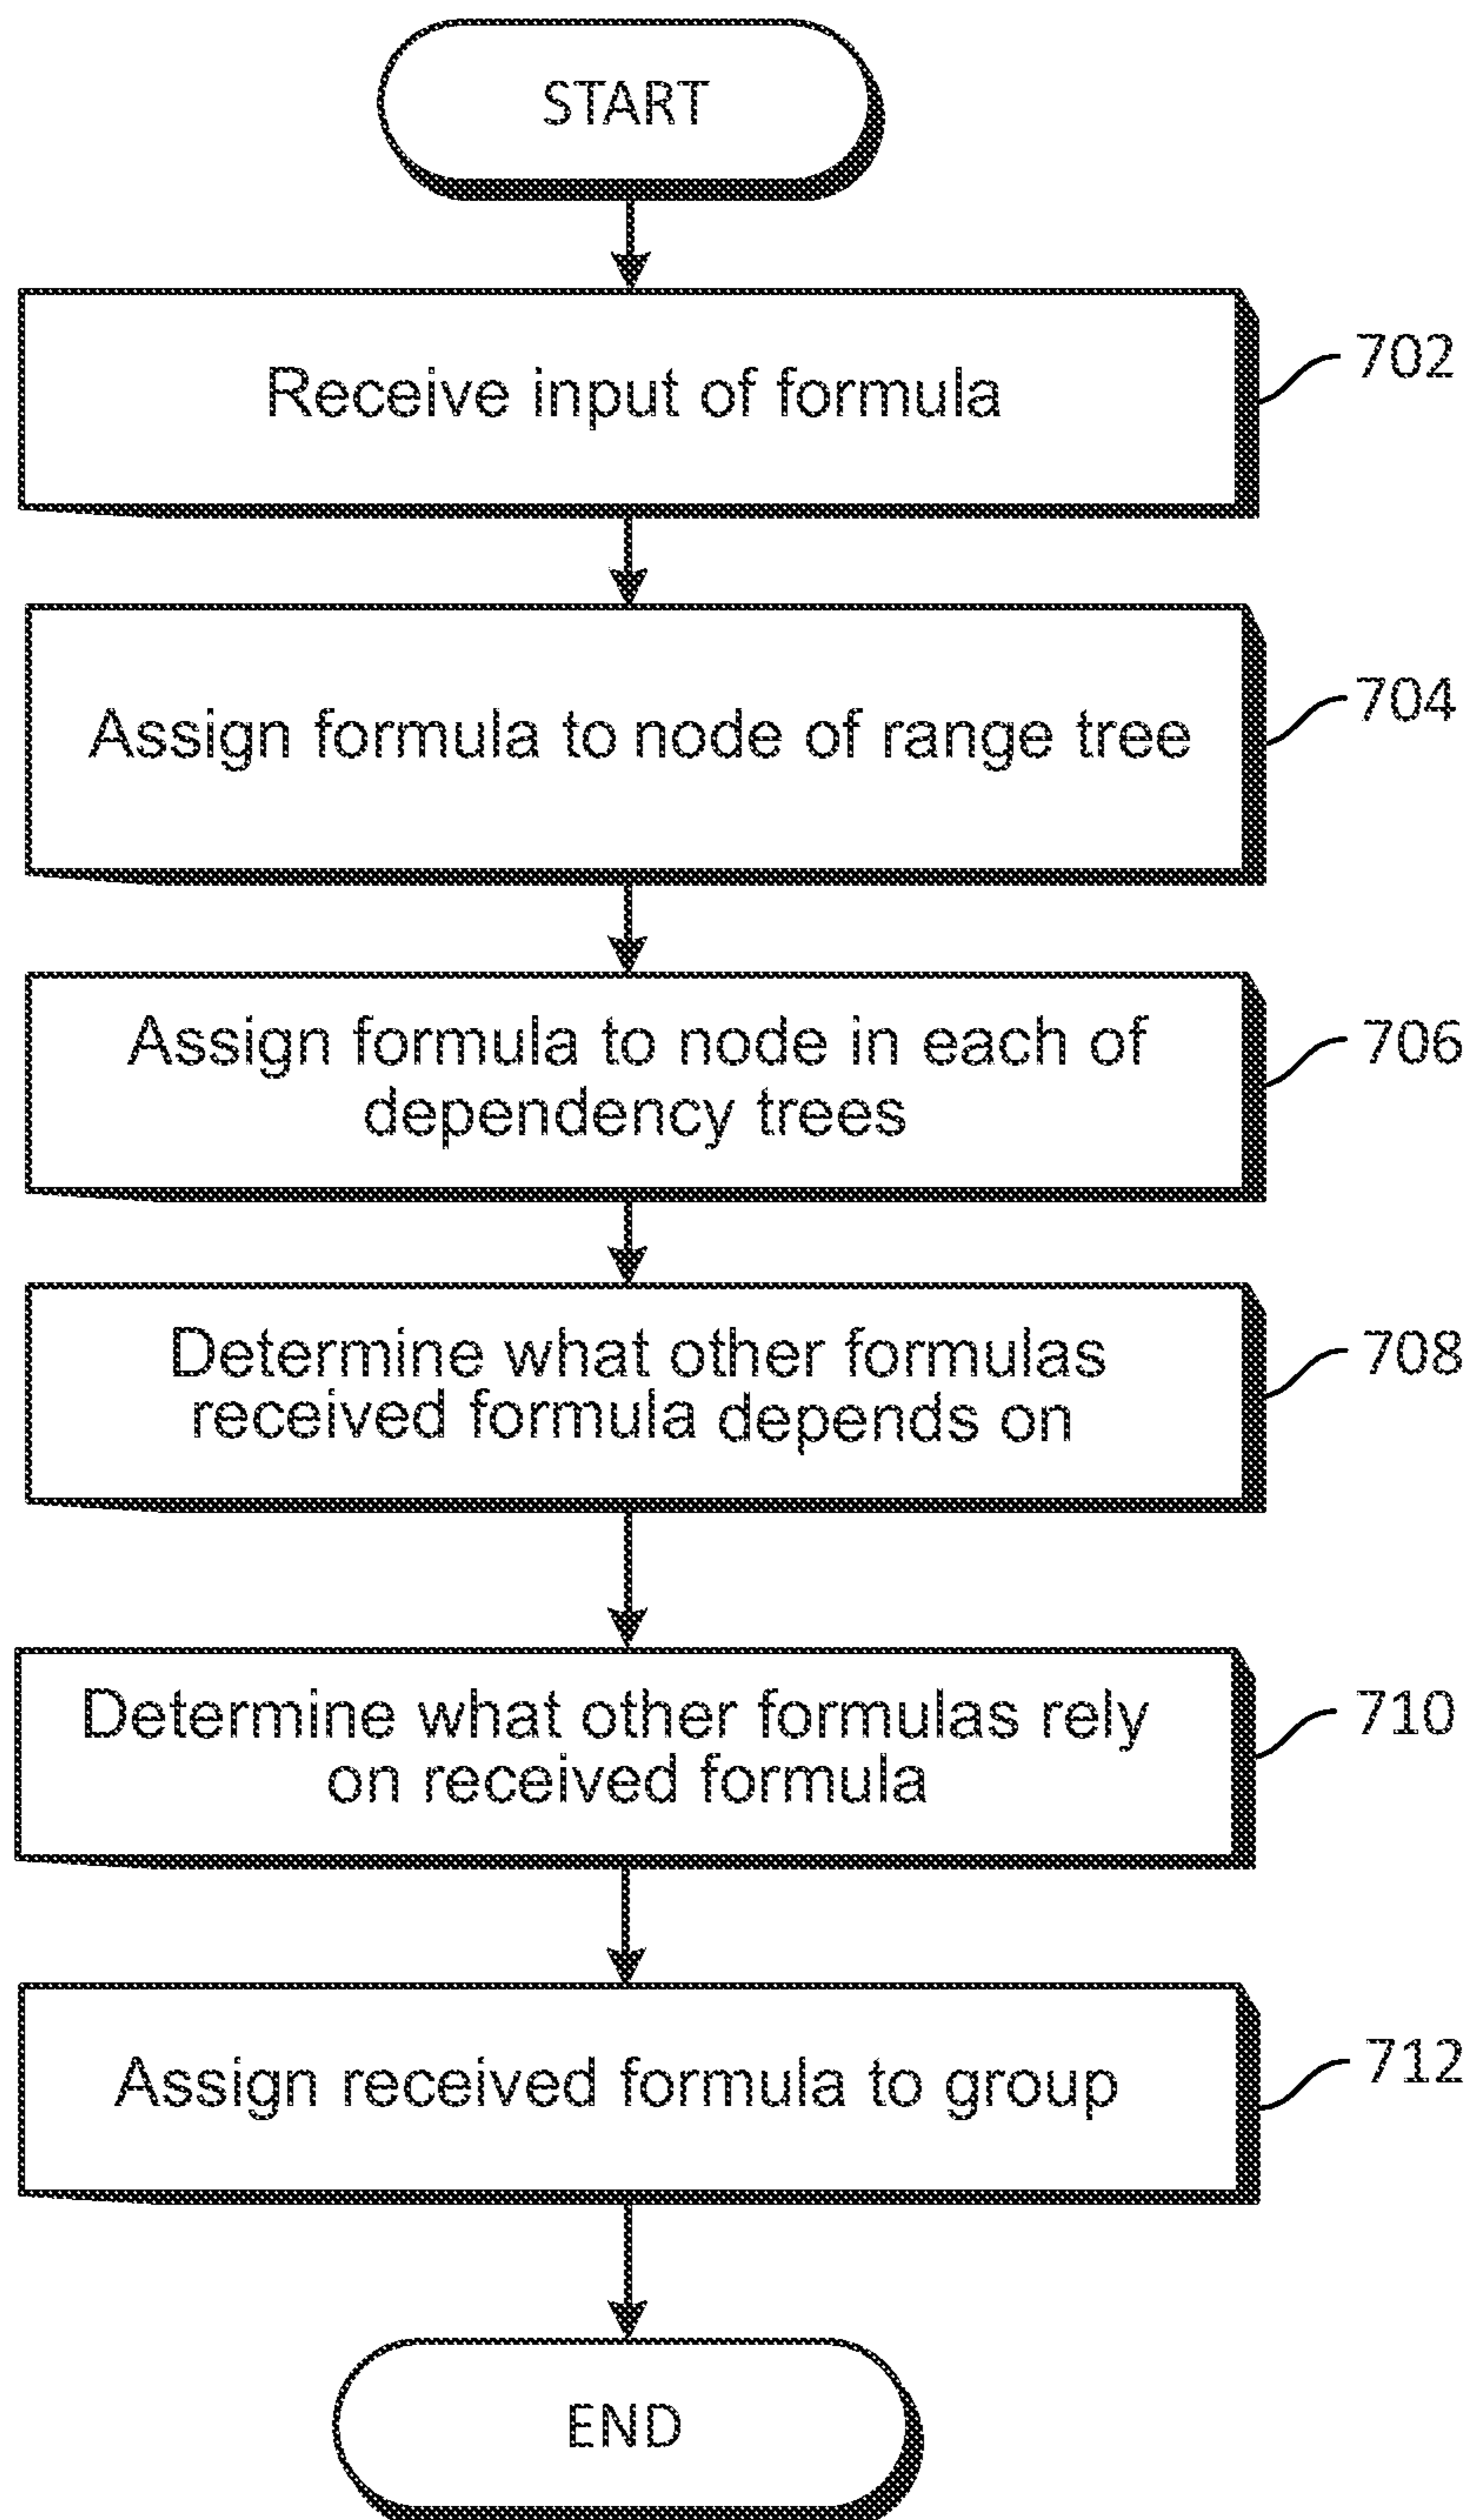 START
Receive input of formula
702
Assign formula to node of range tree
704
Assign formula to node in each of
dependency trees
706
Determine what other formulas
received formula depends on
708
Determine what other formulas rely
on received formula
710
Assign received formula to group
712
END